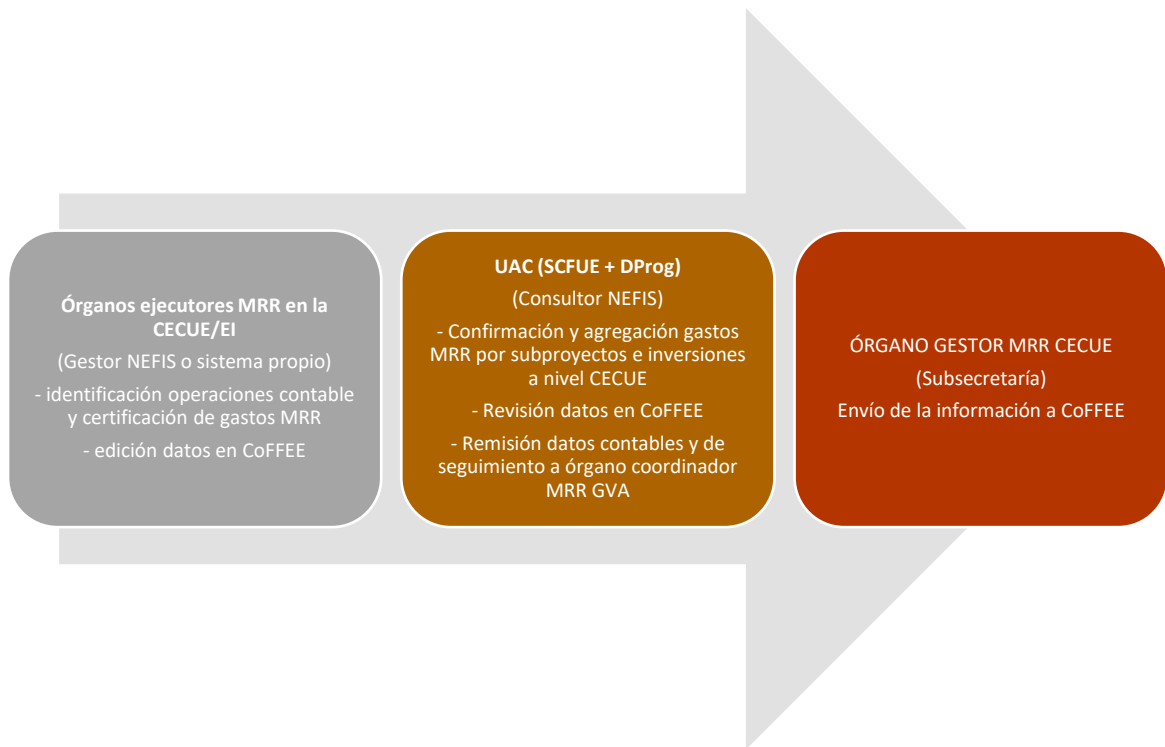 Órganos ejecutores MRR en la
CECUE/EI
(Gestor NEFIS o sistema propio)
- identificación operaciones contable
y certificación de gastos MRR
- edición datos en CoFFEE
UAC (SCFUE + DProg)
(Consultor NEFIS)
- Confirmación y agregación gastos
MRR por subproyectos e inversiones
a nivel CECUE
- Revisión datos en CoFFEE
- Remisión datos contables y de
seguimiento a órgano coordinador
MRR GVA
ÓRGANO GESTOR MRR CECUE
(Subsecretaría)
Envío de la información a CoFFEE